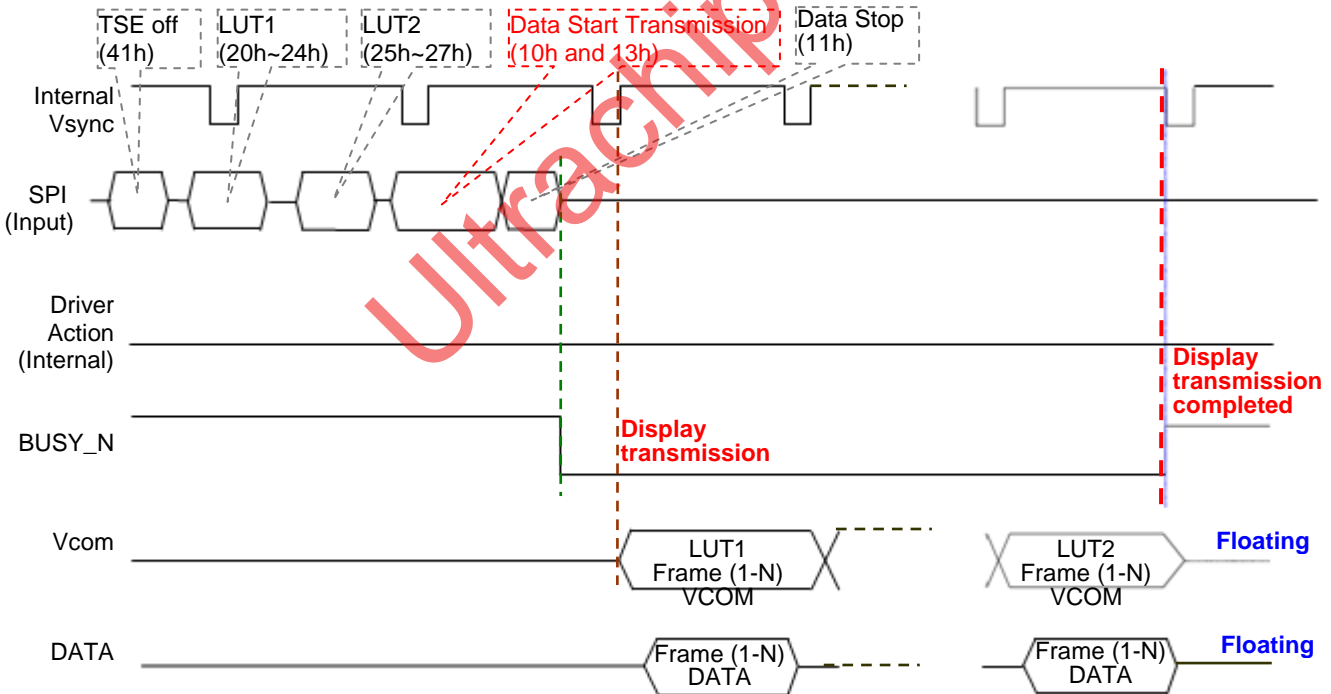 TSE off
(41h)
LUT1
(20h~24h)
LUT2
(25h~27h)
Data Start Transmission
(10h and 13h)
Data Stop
(11h)
Internal
Vsync
SPI
(Input)
Driver
Action
(Internal)
BUSY_N
Display
transmission
Display
transmission
completed
Vcom
LUT1
Frame (1-N)
VCOM
LUT2
Frame (1-N)
VCOM
Floating
DATA
Frame (1-N)
DATA
Frame (1-N)
DATA
Floating
Ultrachip